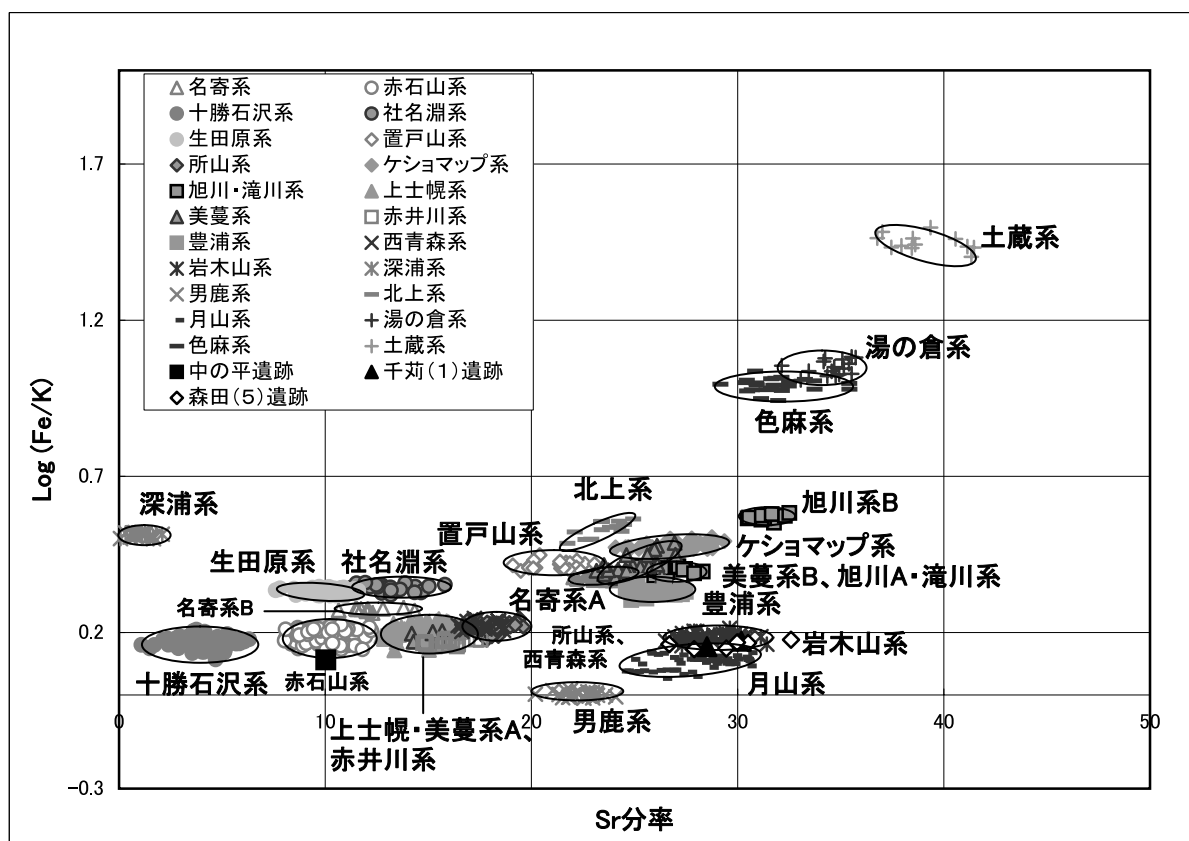 名寄系 赤石山系
十勝石沢系 社名淵系
生田原系 置戸山系
所山系 ケショマップ系
旭川・滝川系 上士幌系
美蔓系 赤井川系
豊浦系 西青森系
岩木山系 深浦系
男鹿系 北上系
月山系 湯の倉系
色麻系 土蔵系
中の平遺跡 千苅(1)遺跡
森田(5)遺跡
1.7
1.2
0.7
0.2
-0.3
Log (Fe/K)
土蔵系
湯の倉系
色麻系
北上系
旭川系B
深浦系
置戸山系
ケショマップ系
生田原系 社名淵系
美蔓系B、旭川A・滝川系
名寄系B
名寄系A
豊浦系
所山系、
西青森系
岩木山系
十勝石沢系
赤石山系
月山系
男鹿系
上士幌・美蔓系A、
赤井川系
0 10 20 30 40 50
Sr分率